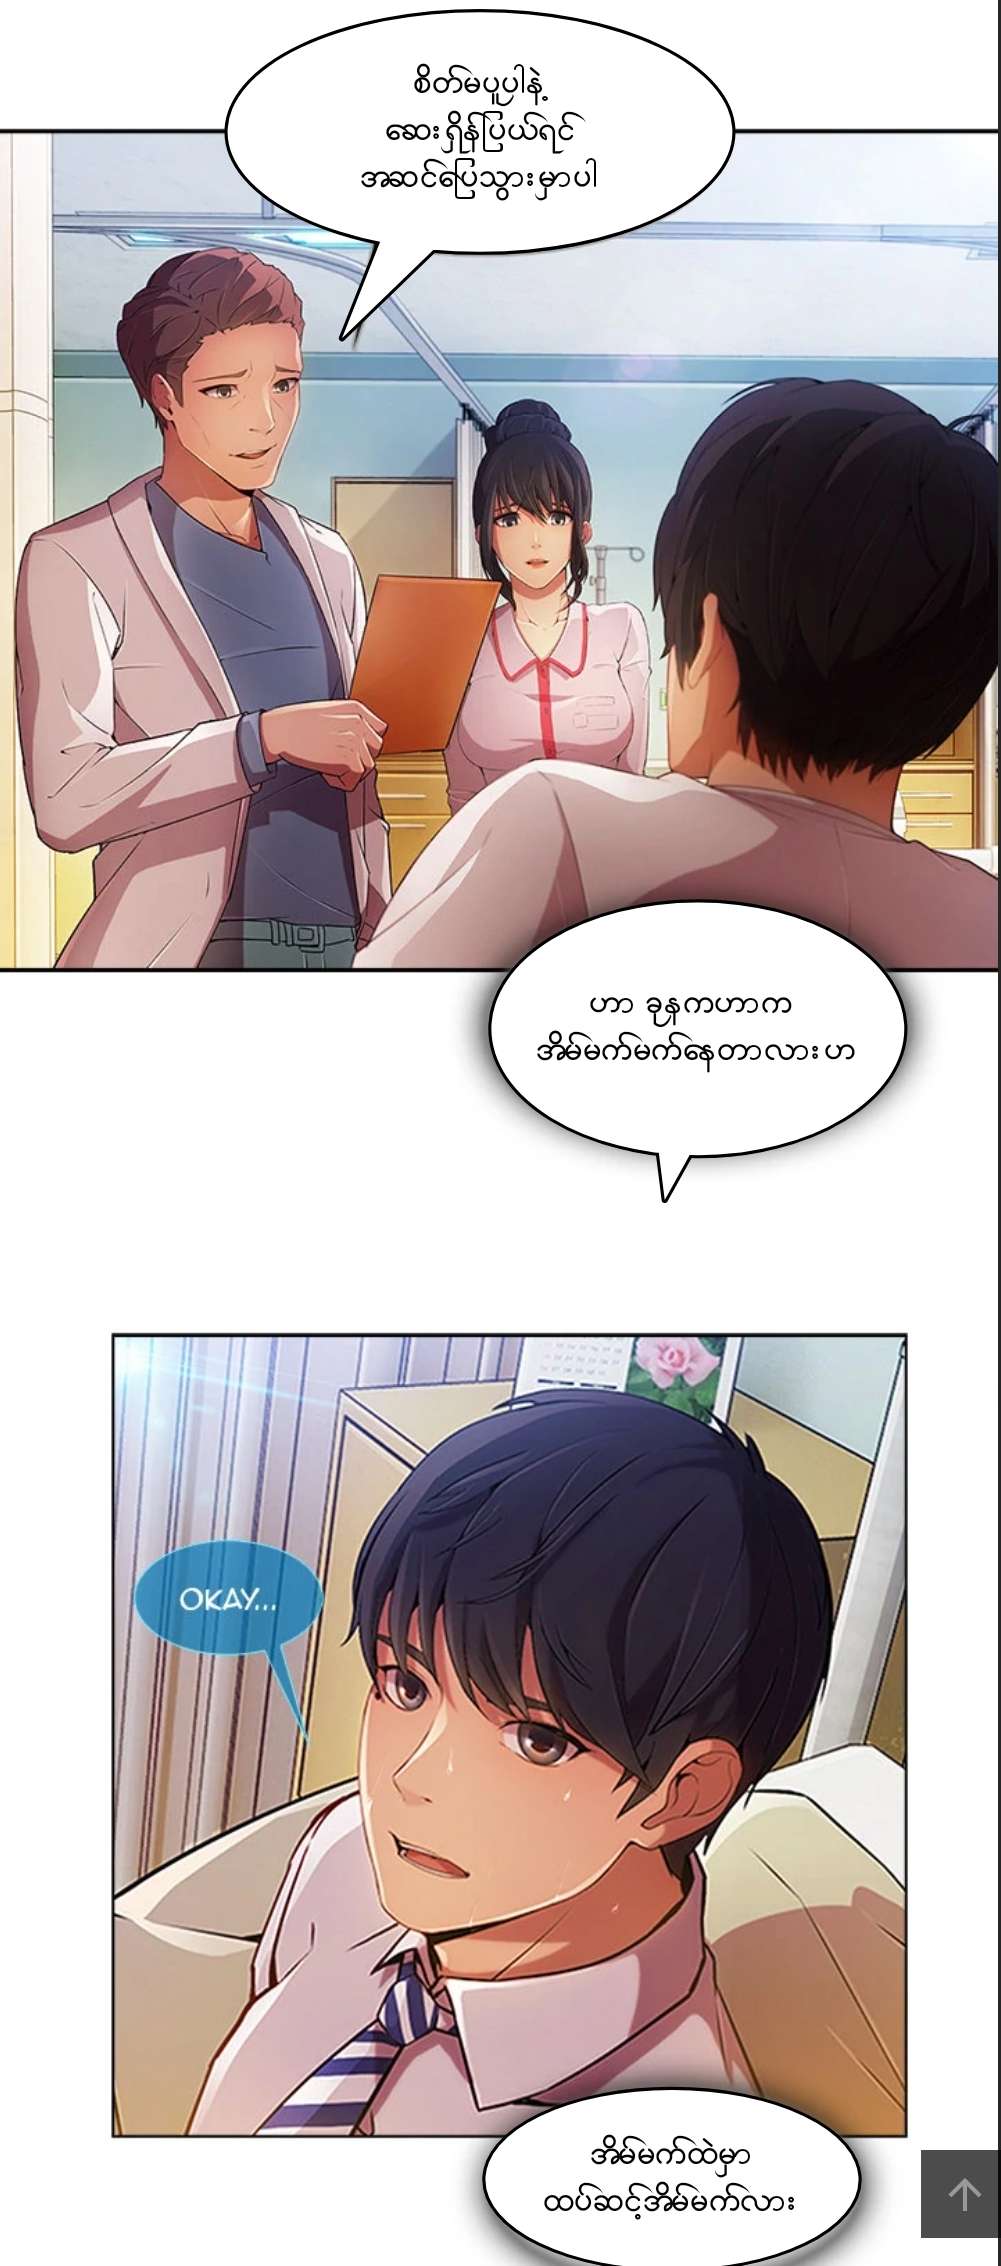 စိတ်မပူပါနဲ့
ဆေးရှိန်ပြယ်ရင်
အဆင်ပြေသွားမှာပါ
ဟာ ခုနကဟာက
အိမ်မက်မက်နေတာလားဟ
OKAY...
အိမ်မက်ထဲမှာ
ထပ်ဆင့်အိမ်မက်လား